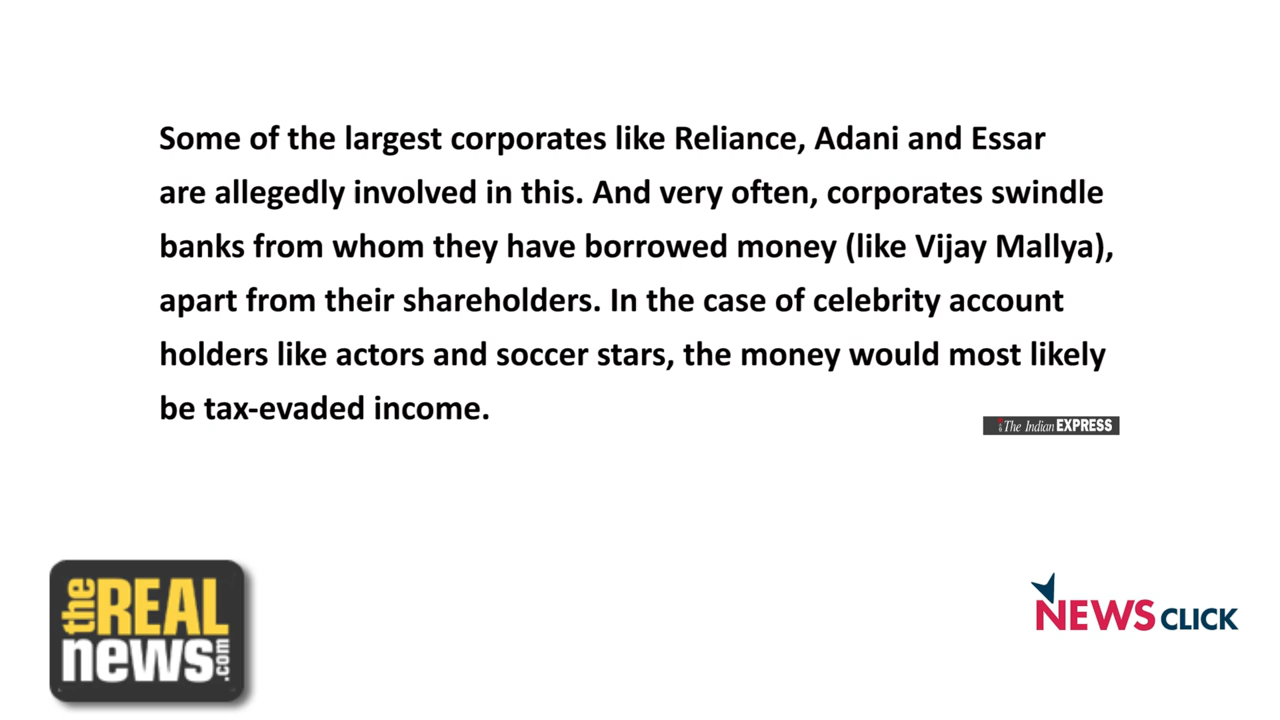 Some of the largest corporates like Reliance, Adani and Essar
are allegedly involved in this. And very often, corporates swindle
banks from whom they have borrowed money (like Vijay Mallya),
apart from their shareholders. In the case of celebrity account
holders like actors and soccer stars, the money would most likely
be tax-evaded income.
The Indian EXPRESS
the REAL
news.com
NEWS CLICK